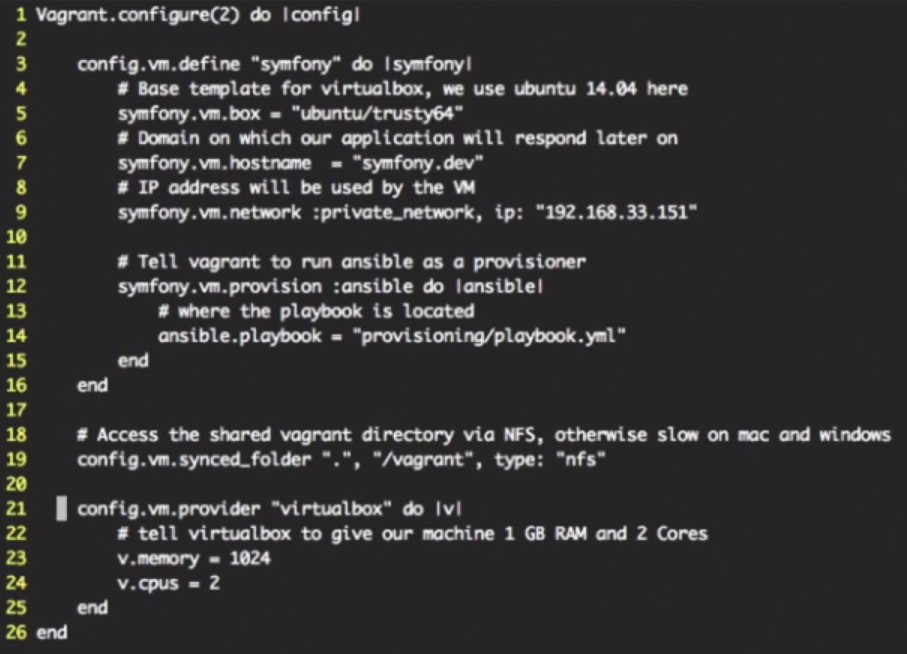 1 Vagrant.configure(2) do |config|
2
3     config.vm.define "symfony" do |symfony|
4         # Base template for virtualbox, we use ubuntu 14.04 here
5         symfony.vm.box = "ubuntu/trusty64"
6         # Domain on which our application will respond later on
7         symfony.vm.hostname  = "symfony.dev"
8         # IP address will be used by the VM
9         symfony.vm.network :private_network, ip: "192.168.33.151"
10
11         # Tell vagrant to run ansible as a provisioner
12         symfony.vm.provision :ansible do |ansible|
13             # where the playbook is located
14             ansible.playbook = "provisioning/playbook.yml"
15         end
16     end
17
18     # Access the shared vagrant directory via NFS, otherwise slow on mac and windows
19     config.vm.synced_folder ".", "/vagrant", type: "nfs"
20
21     config.vm.provider "virtualbox" do |v|
22         # tell virtualbox to give our machine 1 GB RAM and 2 Cores
23         v.memory = 1024
24         v.cpus = 2
25     end
26 end